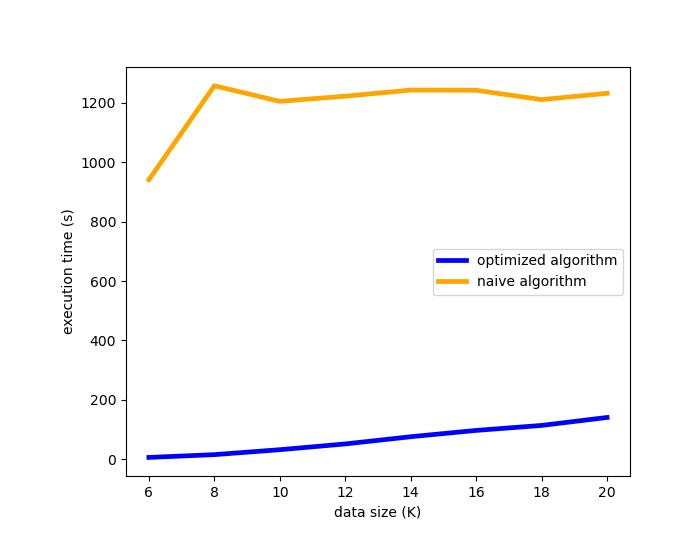 1200
1000
800
600
400
200
0
execution time (s)
optimized algorithm
naive algorithm
6 8 10 12 14 16 18 20
data size (K)